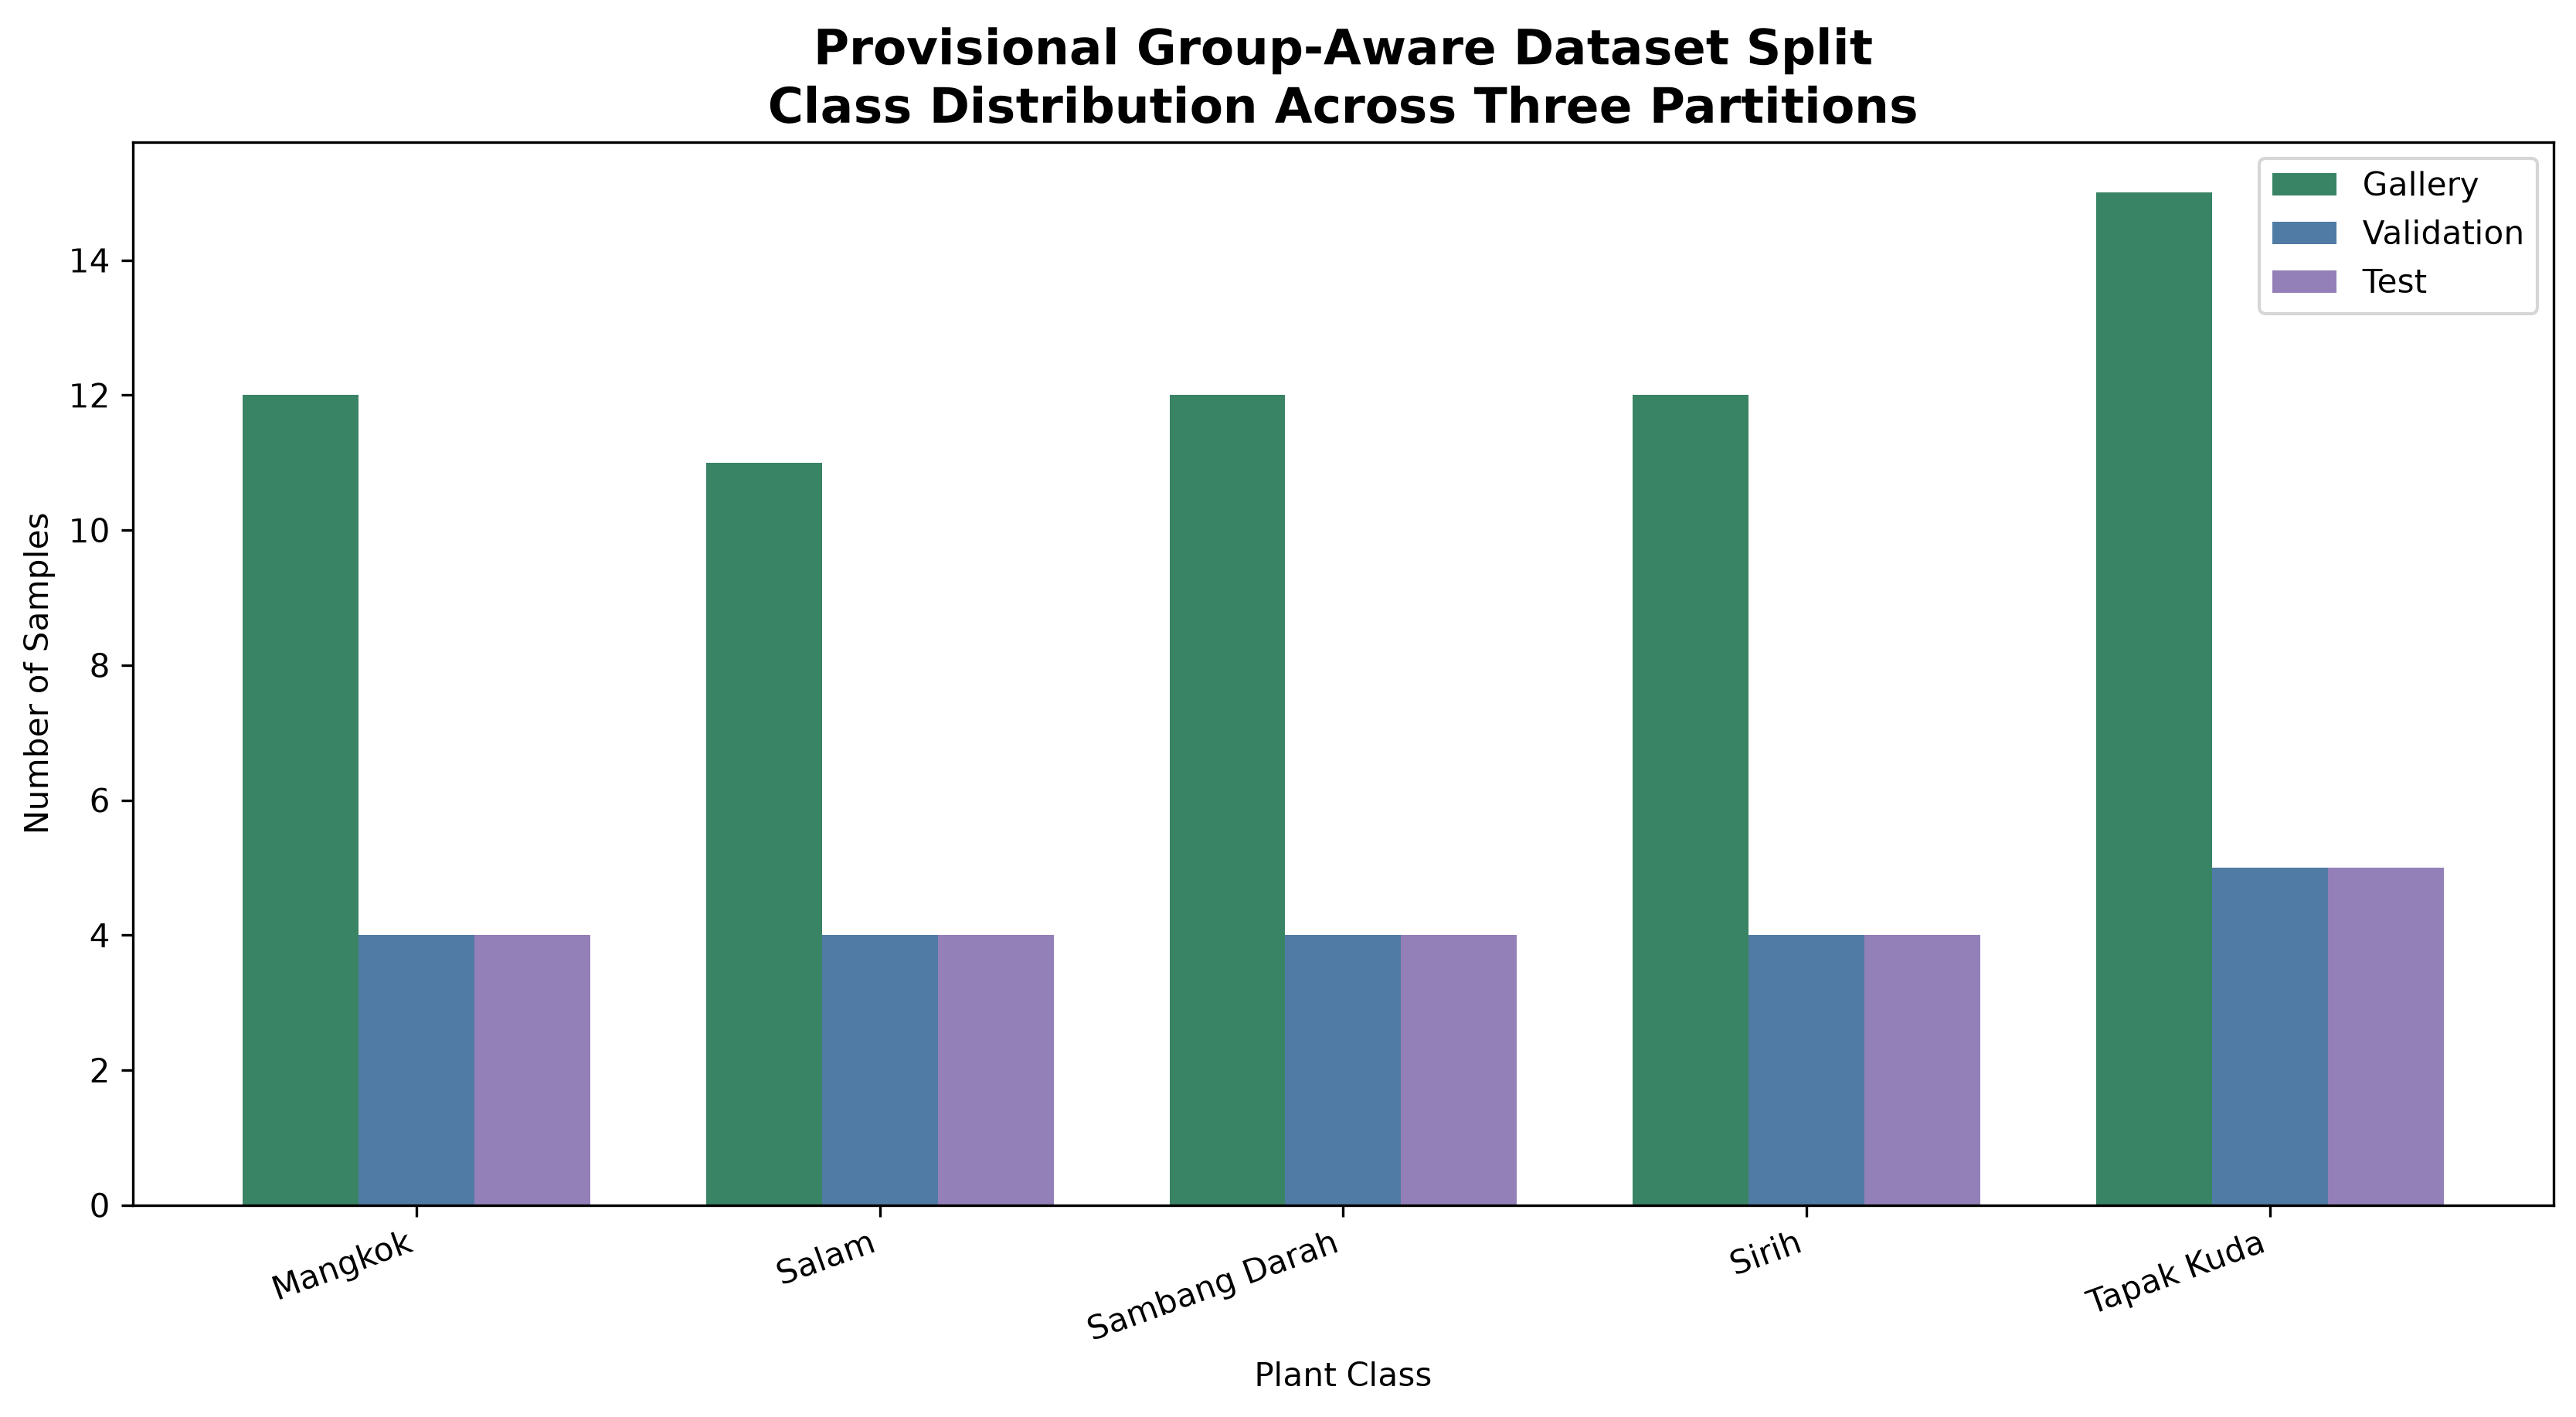 Provisional Group-Aware Dataset Split
Class Distribution Across Three Partitions
Gallery
Validation
Test
Number of Samples
14
12
10
8
6
4
2
0
Mangkok
Salam
Sambang Darah
Sirih
Tapak Kuda
Plant Class